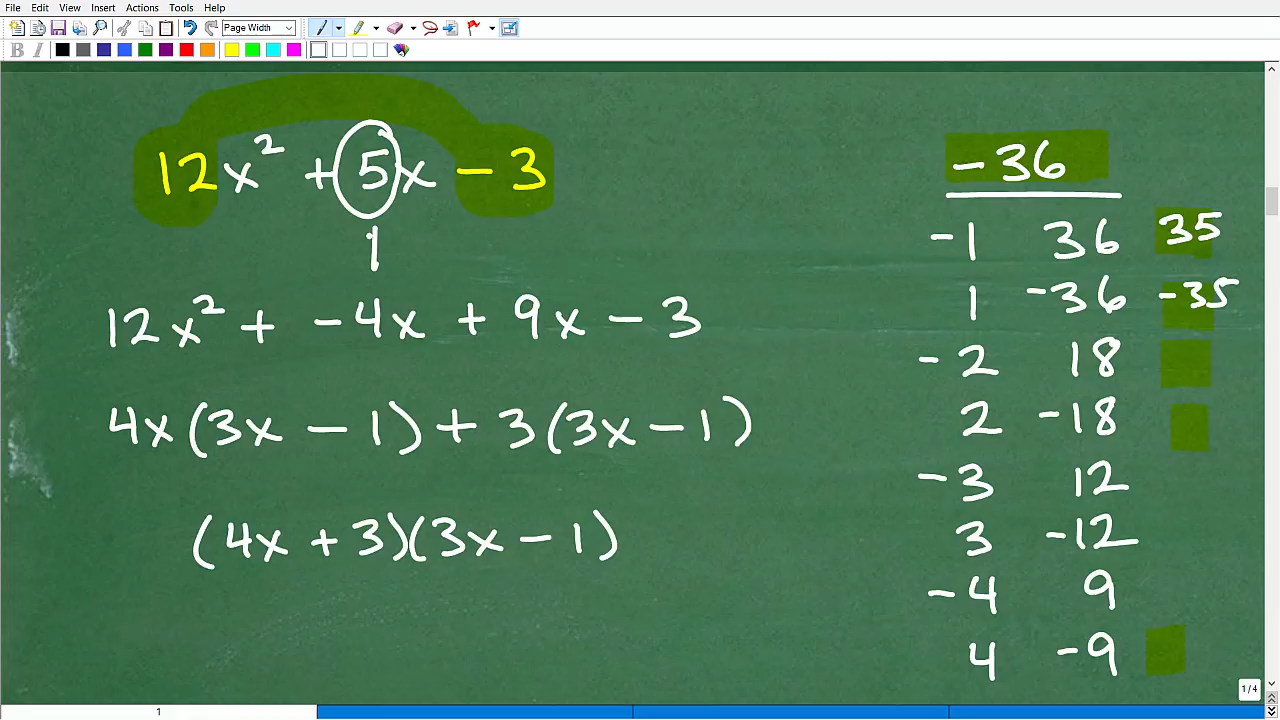 File Edit View Insert Actions Tools Help
Page Width
B I
12x² + 5x - 3
1
12x² + -4x + 9x - 3
4x(3x - 1) + 3(3x - 1)
(4x + 3)(3x - 1)
-36
-1 36 35
1 -36 -35
-2 18
2 -18
-3 12
3 -12
-4 9
4 -9
1/4
1